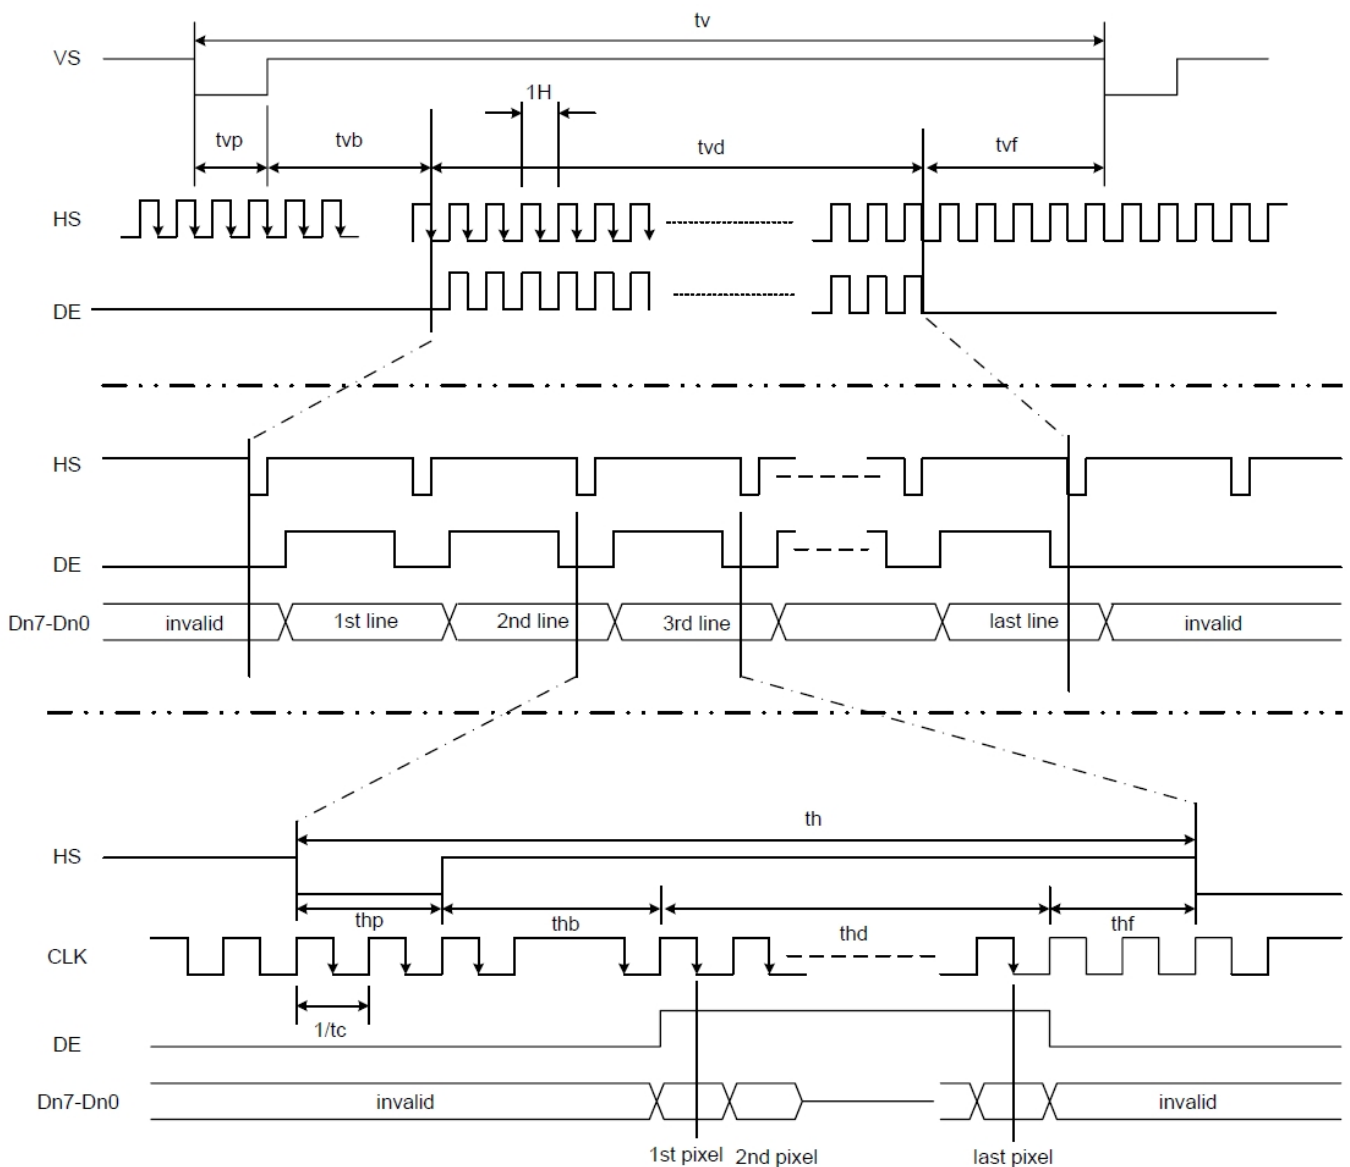 tv
VS
1H
tvp
tvb
tvd
tvf
HS
DE
HS
DE
Dn7-Dn0
invalid
1st line
2nd line
3rd line
last line
invalid
th
HS
thp
thb
thd
thf
CLK
1/tc
DE
Dn7-Dn0
invalid
invalid
1st pixel
2nd pixel
last pixel